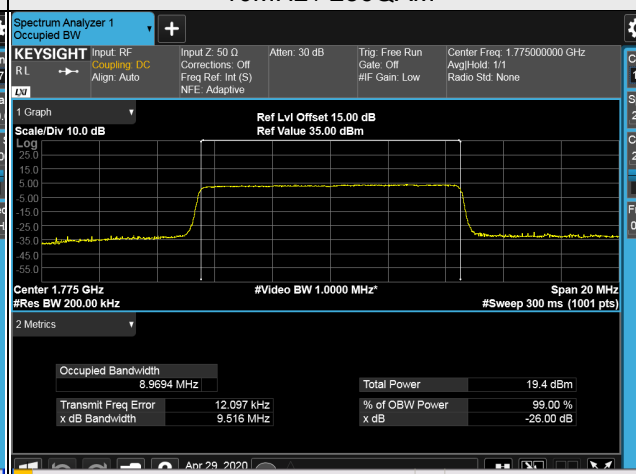 Spectrum Analyzer 1
Occupied BW
KEYSIGHT
RL
LXI
Input: RF
Coupling: DC
Align: Auto
Input Z: 50 Ω
Corrections: Off
Freq Ref: Int (S)
NFE: Adaptive
Atten: 30 dB
Trig: Free Run
Gate: Off
#IF Gain: Low
Center Freq: 1.775000000 GHz
Avg|Hold: 1/1
Radio Std: None
1 Graph
Scale/Div 10.0 dB
Ref Lvl Offset 15.00 dB
Ref Value 35.00 dBm
Log
25.0
15.0
5.00
-5.00
-15.0
-25.0
-35.0
-45.0
-55.0
Center 1.775 GHz
#Res BW 200.00 kHz
#Video BW 1.0000 MHz*
Span 20 MHz
#Sweep 300 ms (1001 pts)
2 Metrics
Occupied Bandwidth
8.9694 MHz
Transmit Freq Error 12.097 kHz
x dB Bandwidth 9.516 MHz
Total Power 19.4 dBm
% of OBW Power 99.00 %
x dB -26.00 dB
Apr 29, 2020